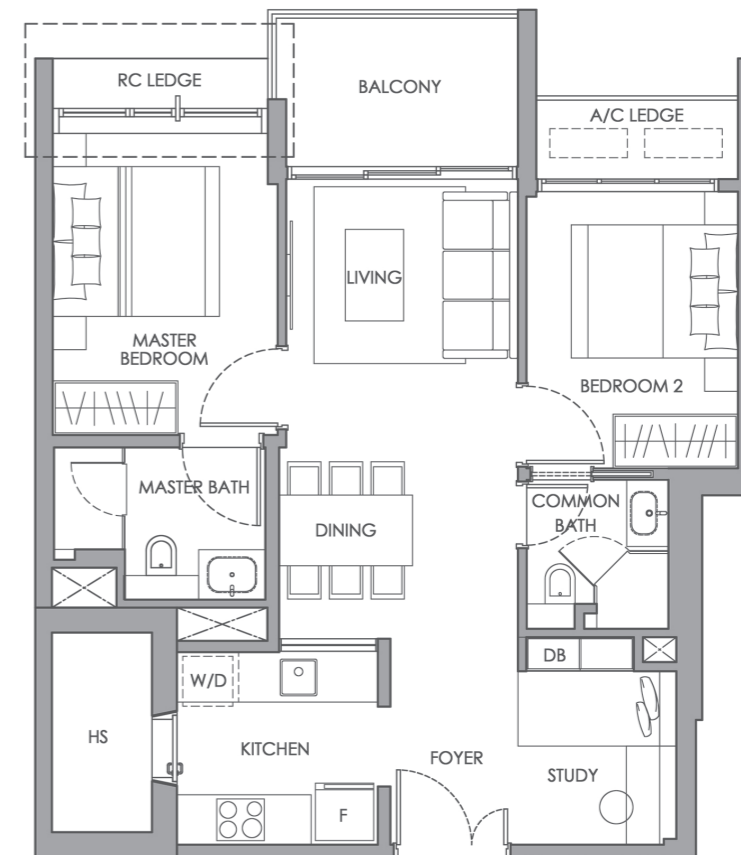 RC LEDGE
BALCONY
A/C LEDGE
LIVING
MASTER
BEDROOM
BEDROOM 2
MASTER BATH
COMMON
BATH
DINING
DB
W/D
HS
KITCHEN
FOYER
STUDY
F